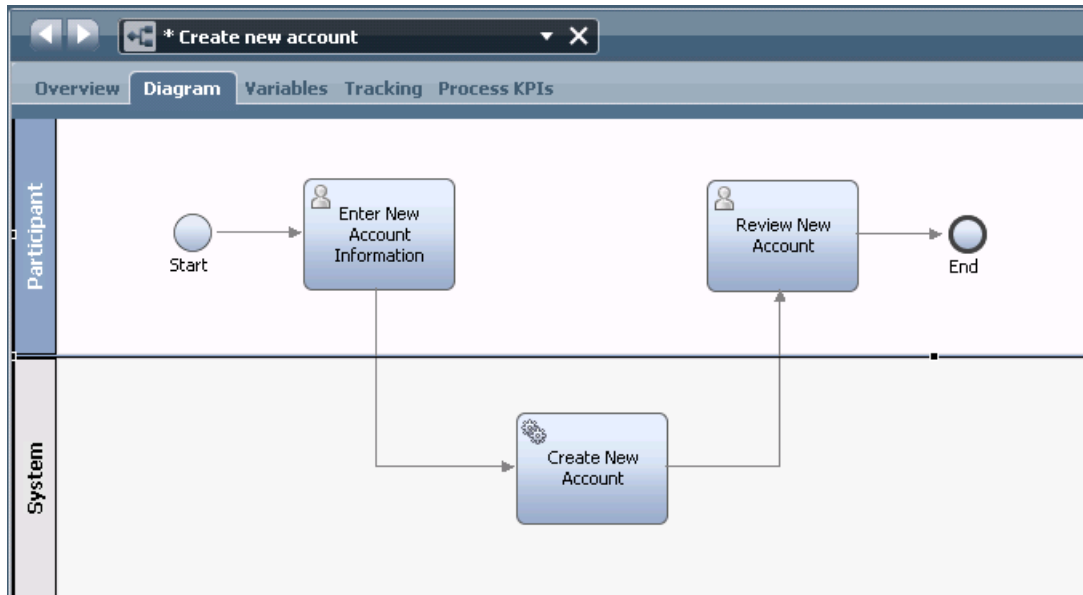 * Create new account
Overview Diagram Variables Tracking Process KPIs
Participant
Start
Enter New
Account
Information
Review New
Account
End
System
Create New
Account